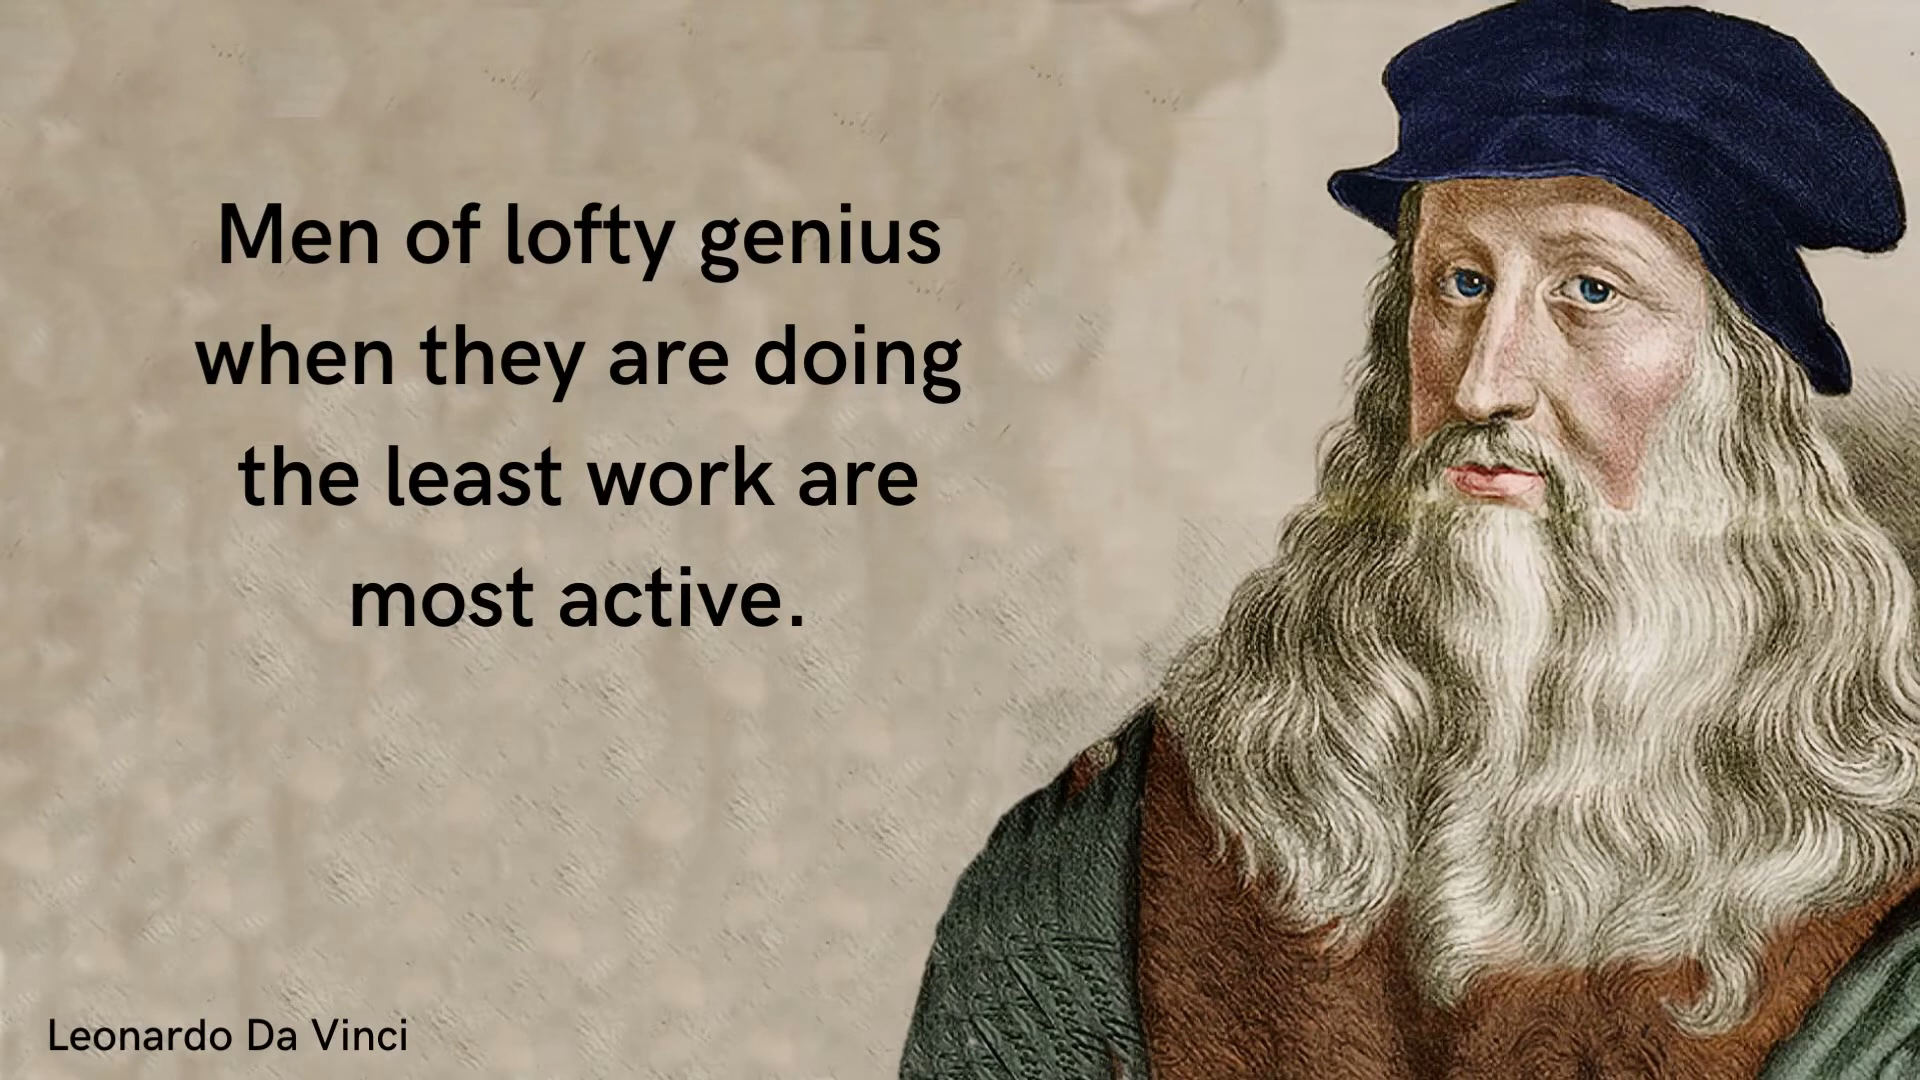 Men of lofty genius
when they are doing
the least work are
most active.
Leonardo Da Vinci